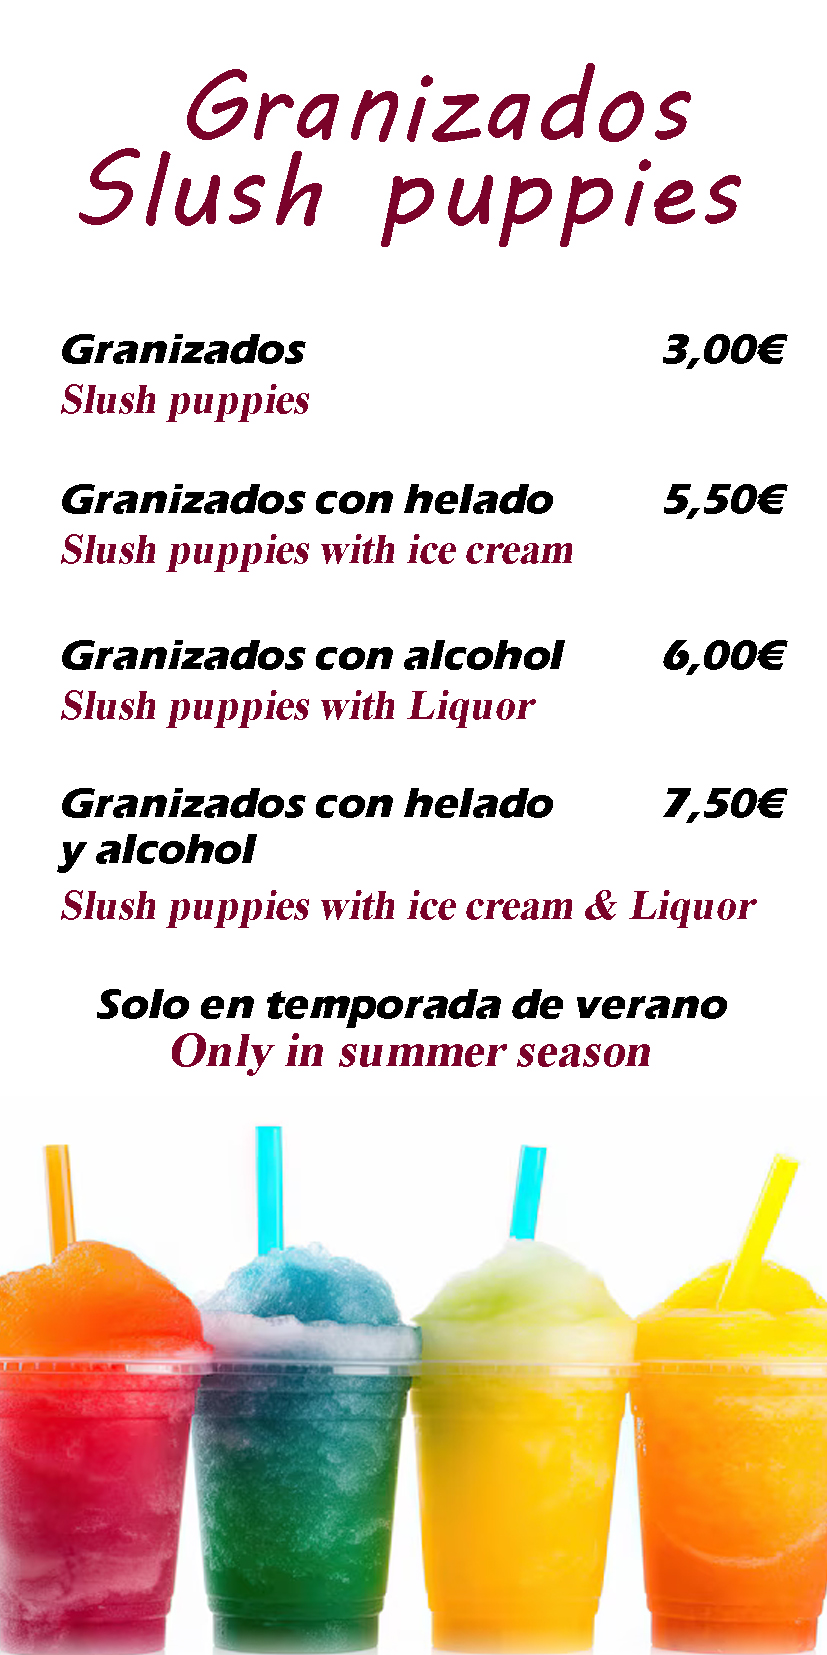 Granizados
Slush puppies
Granizados 3,00€
Slush puppies
Granizados con helado 5,50€
Slush puppies with ice cream
Granizados con alcohol 6,00€
Slush puppies with Liquor
Granizados con helado 7,50€
y alcohol
Slush puppies with ice cream & Liquor
Solo en temporada de verano
Only in summer season